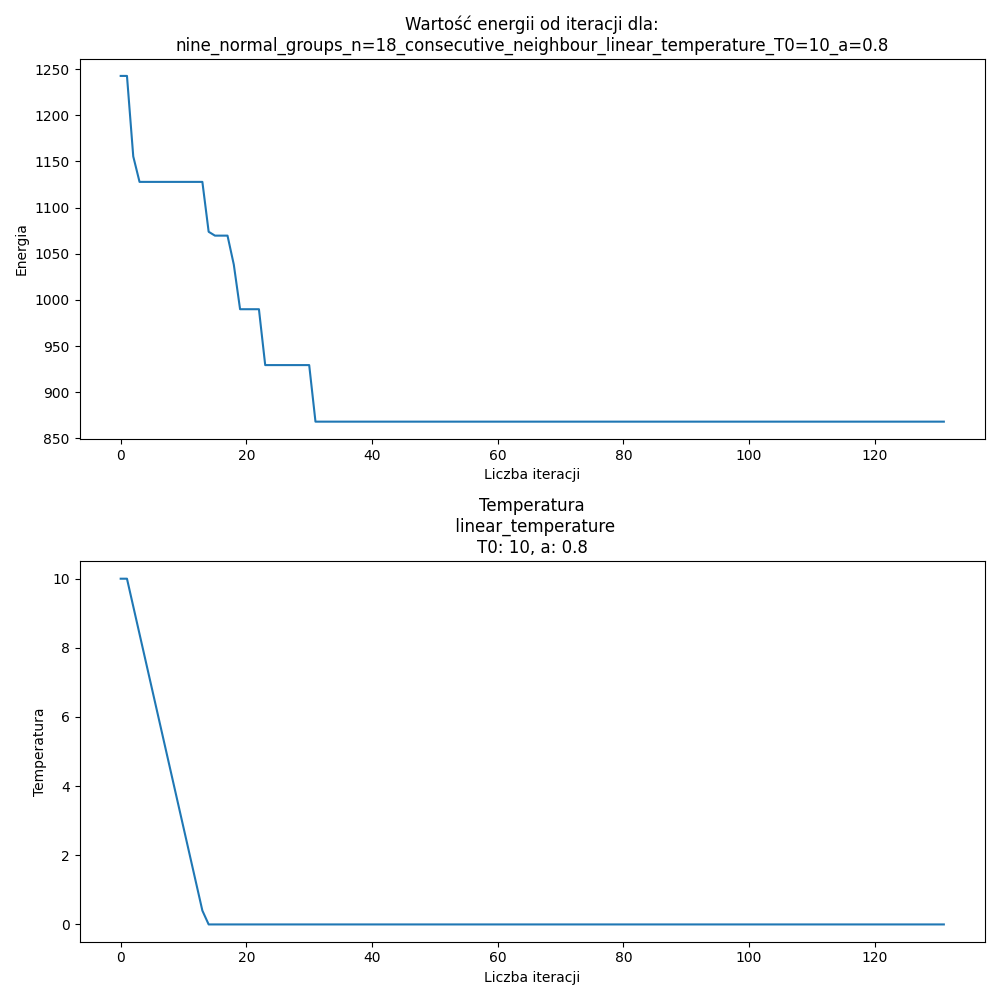 Wartość energii od iteracji dla:
nine_normal_groups_n=18_consecutive_neighbour_linear_temperature_T0=10_a=0.8
1250
1200
1150
1100
1050
1000
950
900
850
Energia
0 20 40 60 80 100 120
Liczba iteracji
Temperatura
linear_temperature
T0: 10, a: 0.8
10
8
6
4
2
0
Temperatura
0 20 40 60 80 100 120
Liczba iteracji